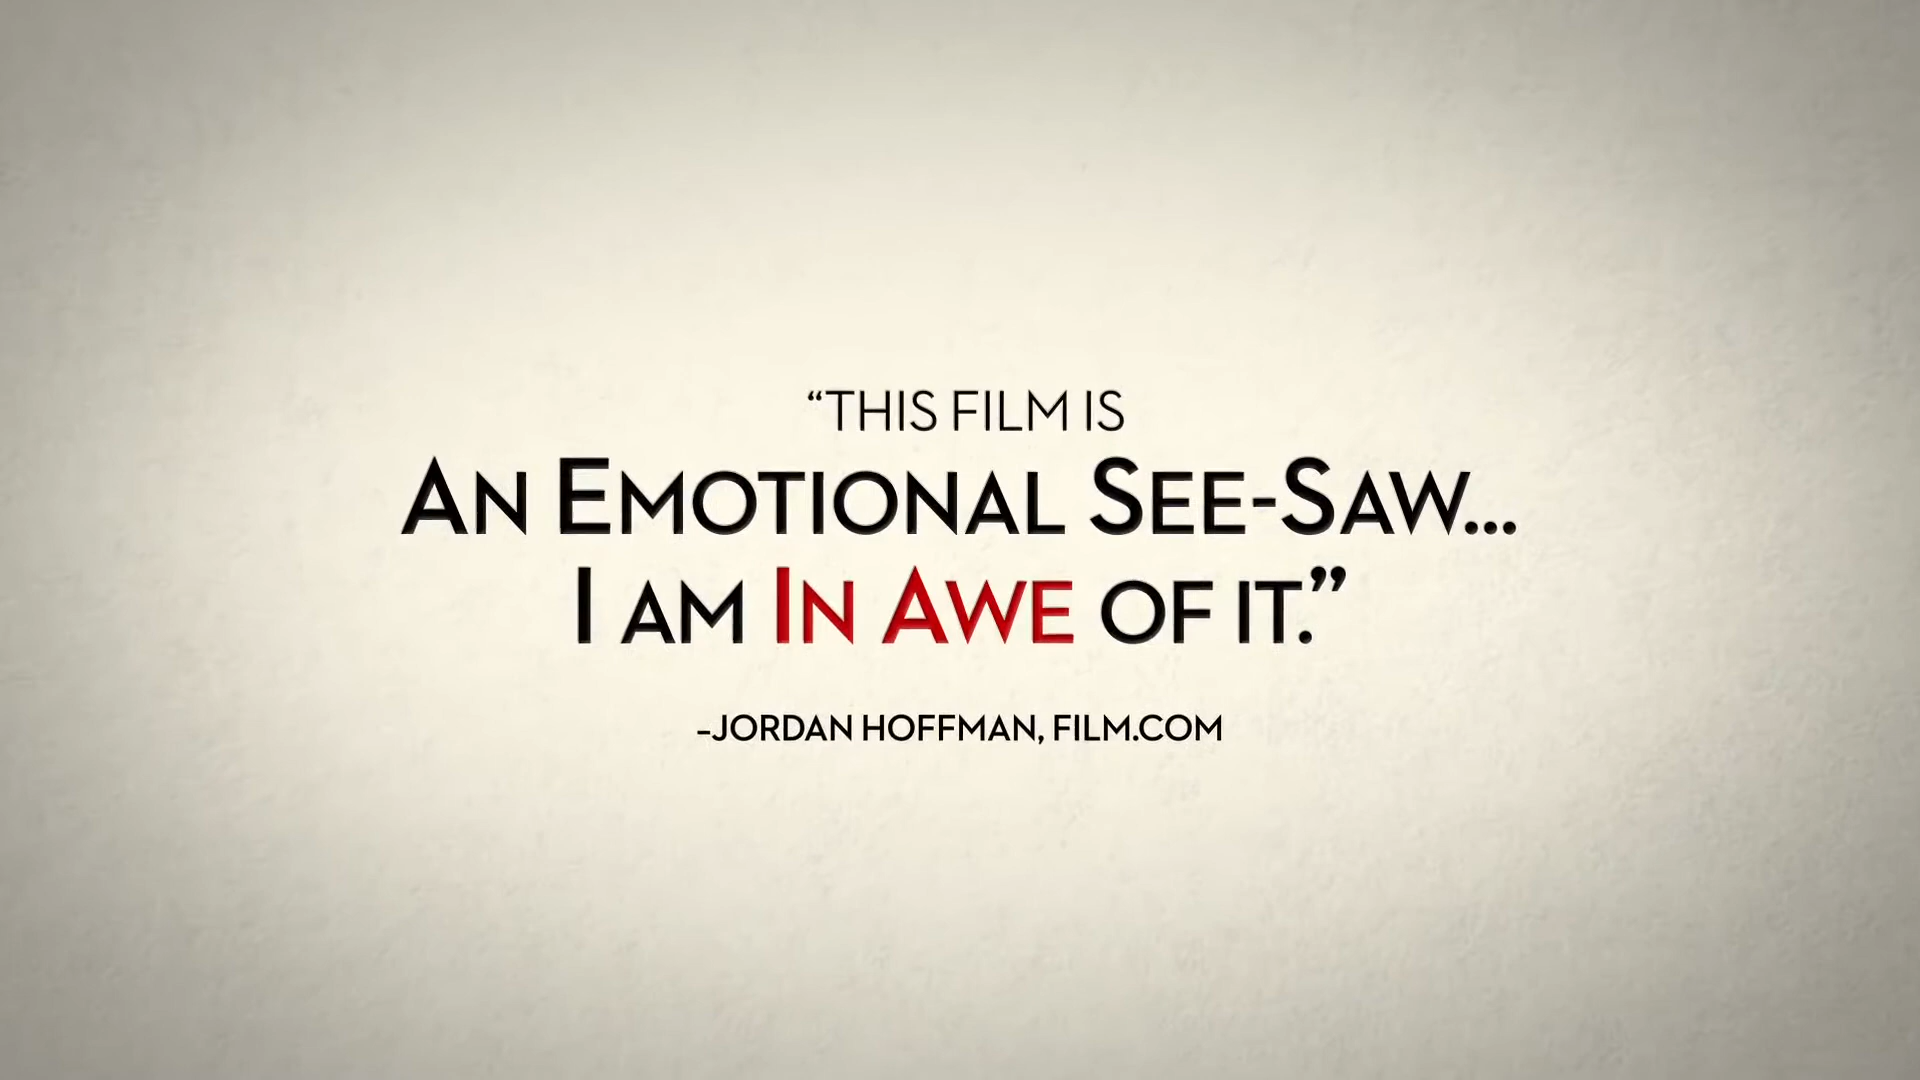 “THIS FILM IS
AN EMOTIONAL SEE-SAW...
I AM IN AWE OF IT.”
–JORDAN HOFFMAN, FILM.COM